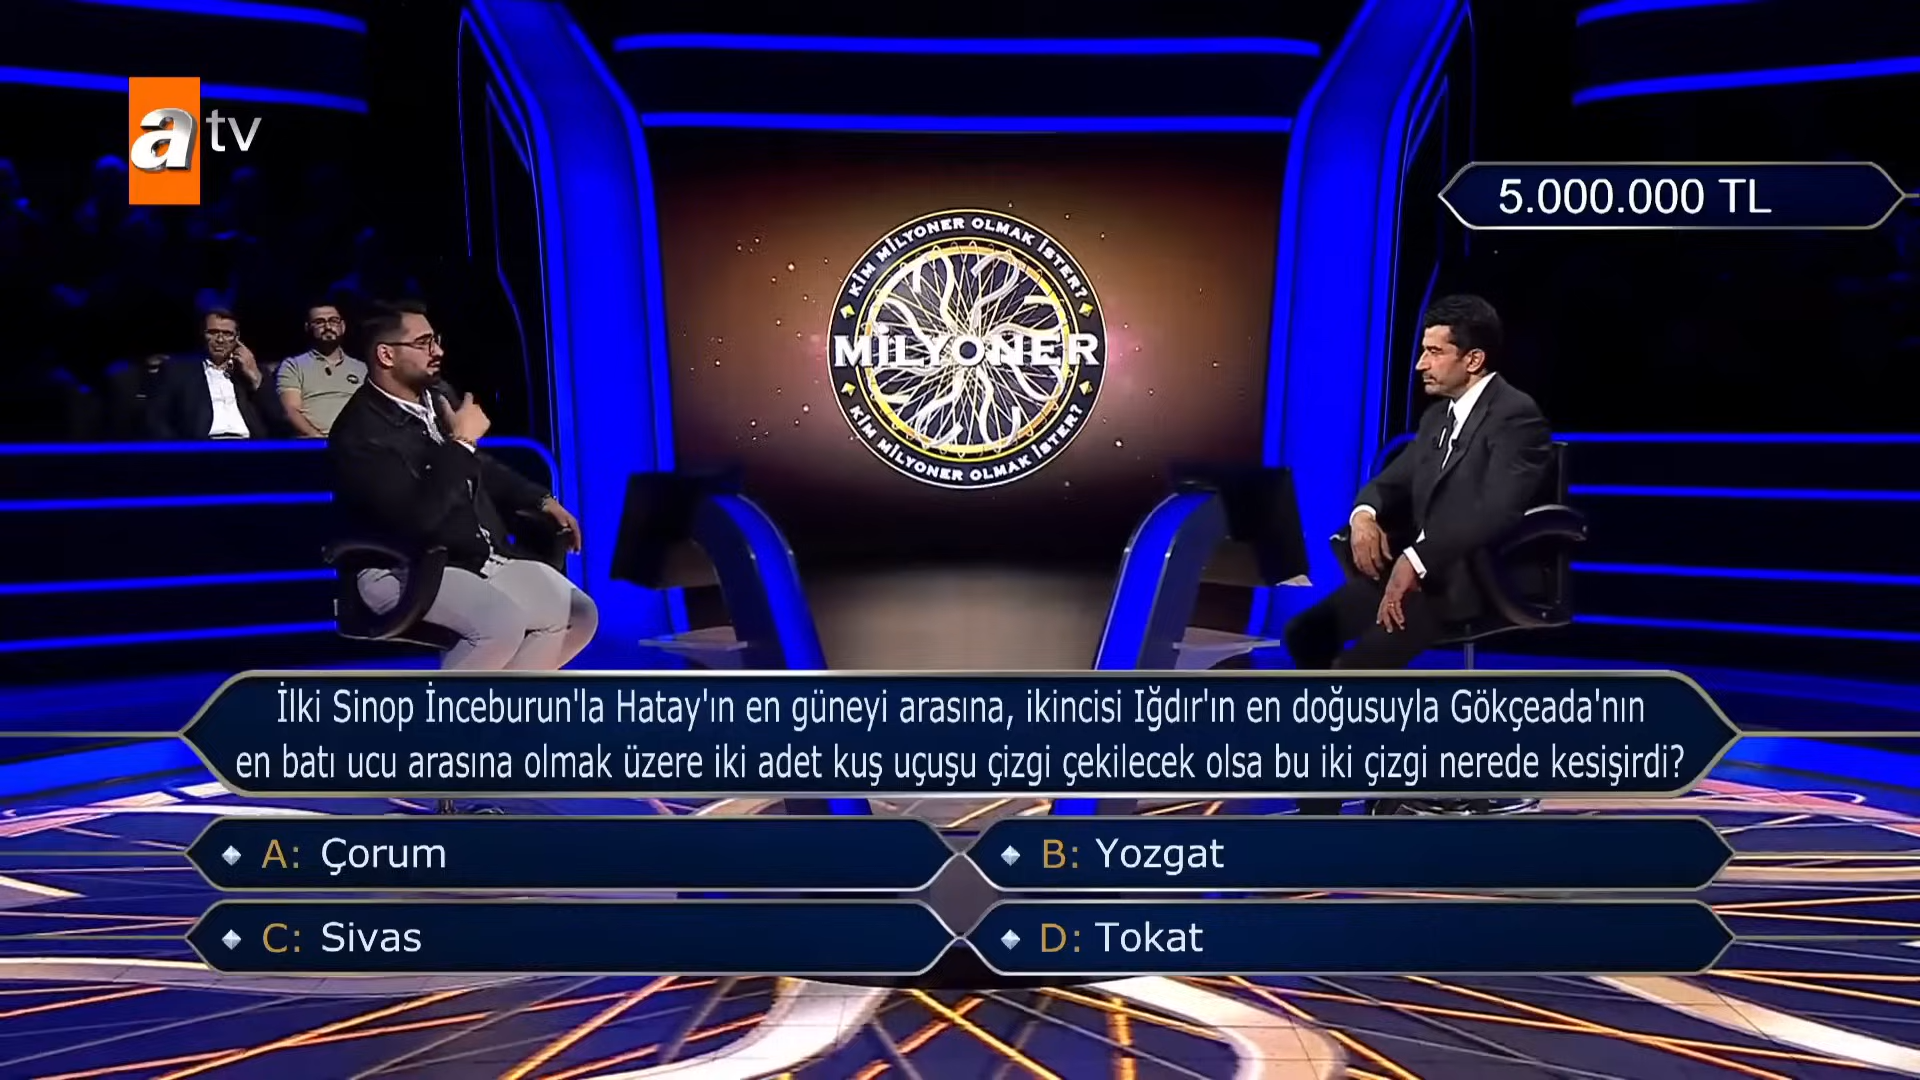 a tv
5.000.000 TL
KİM MİLYONER OLMAK İSTER?
MİLYONER
KİM MİLYONER OLMAK İSTER?
İlki Sinop İnceburun'la Hatay'ın en güneyi arasına, ikincisi Iğdır'ın en doğusuyla Gökçeada'nın
en batı ucu arasına olmak üzere iki adet kuş uçuşu çizgi çekilecek olsa bu iki çizgi nerede kesişirdi?
A: Çorum
B: Yozgat
C: Sivas
D: Tokat